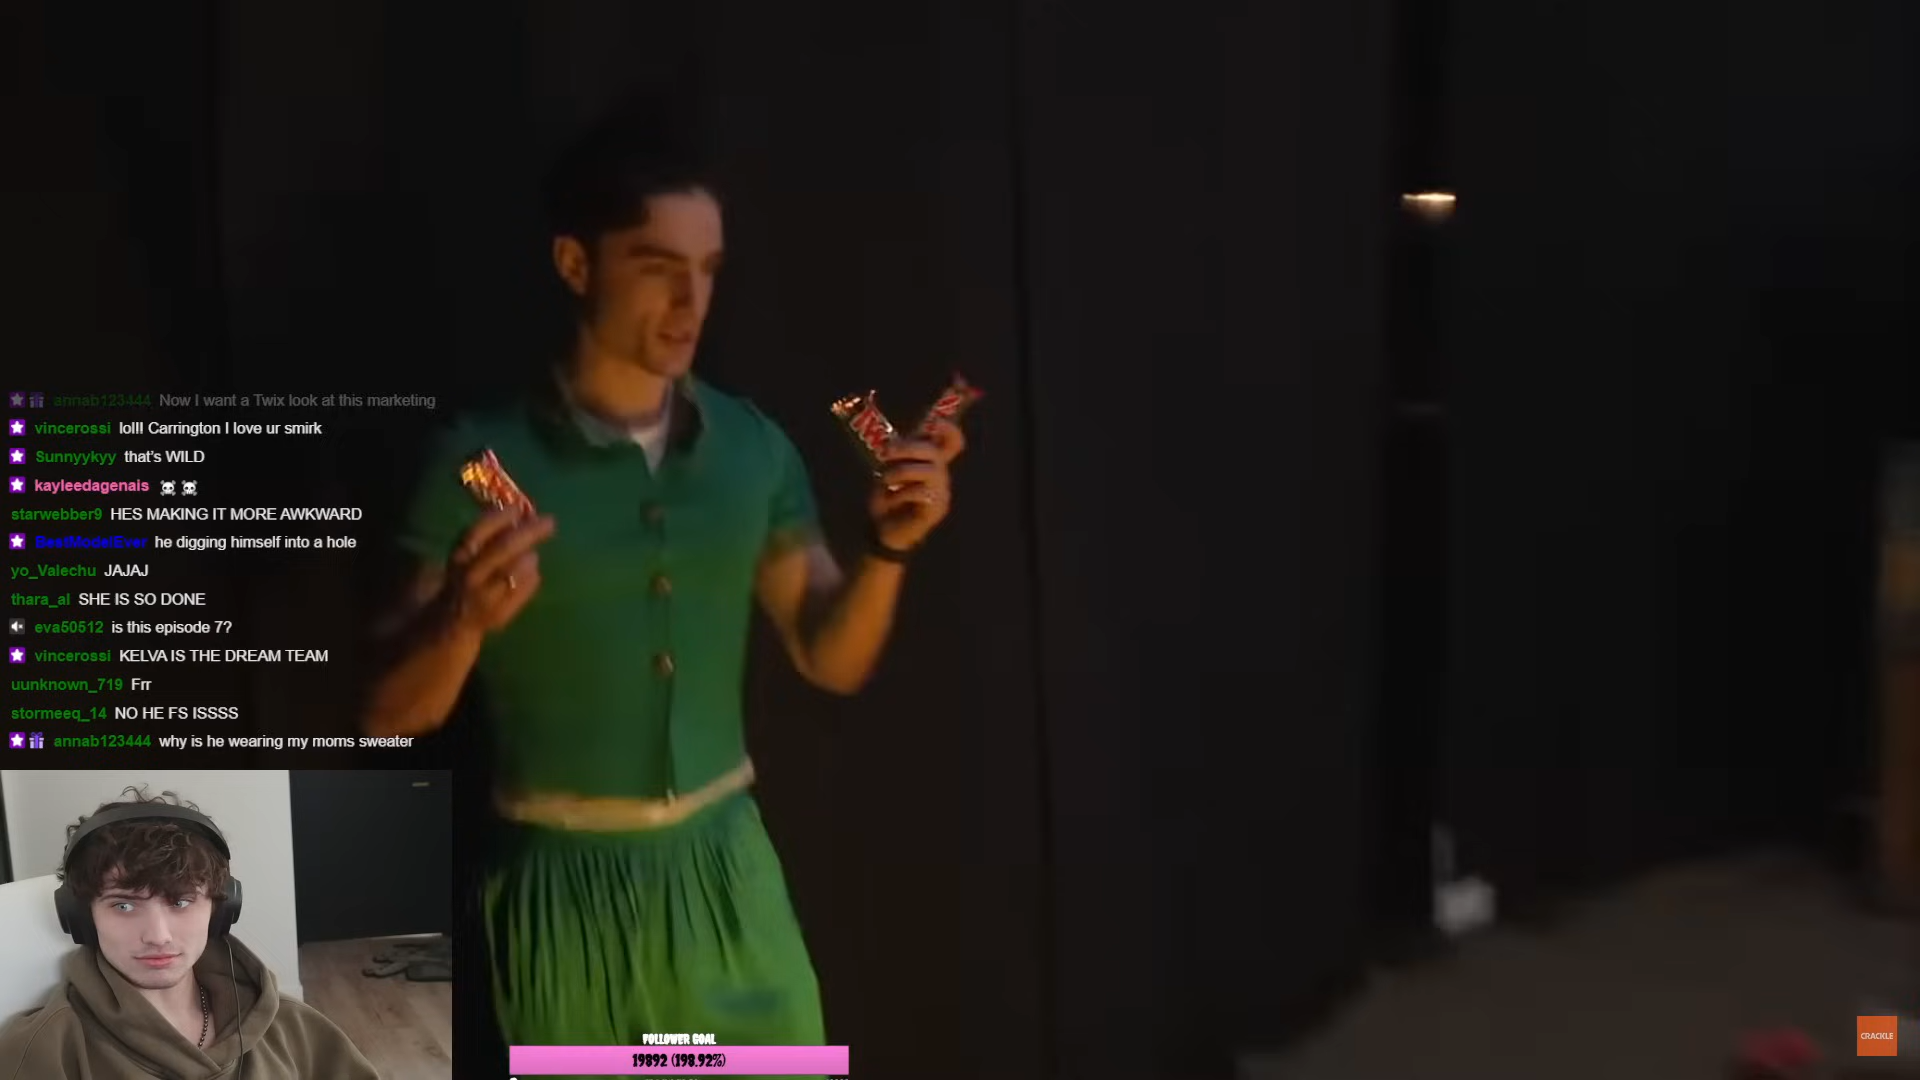 annab123444 Now I want a Twix look at this marketing
vincerossi lolll Carrington I love ur smirk
Sunnyykyy that's WILD
kayleedagenais
starwebber9 HES MAKING IT MORE AWKWARD
BestModelEver he digging himself into a hole
yo_Valechu JAJAJ
thara_al SHE IS SO DONE
eva50512 is this episode 7?
vincerossi KELVA IS THE DREAM TEAM
uunknown_719 Frr
stormeeq_14 NO HE FS ISSSS
annab123444 why is he wearing my moms sweater
FOLLOWER GOAL
19892 (198.92%)
CRACKLE